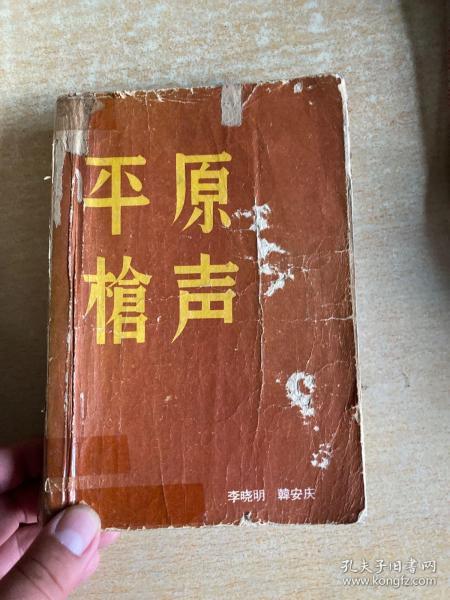 平原
槍声
李晓明 韓安庆
孔夫子旧书网
www.kongfz.com